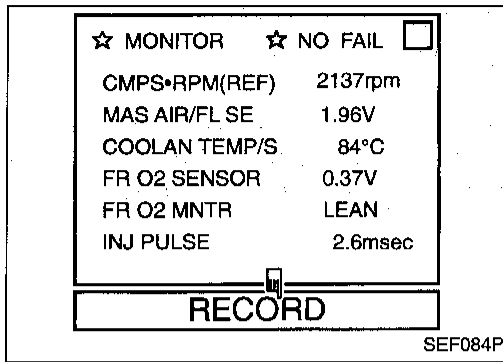 ☆ MONITOR ☆ NO FAIL
CMPS•RPM(REF) 2137rpm
MAS AIR/FL SE 1.96V
COOLAN TEMP/S 84°C
FR O2 SENSOR 0.37V
FR O2 MNTR LEAN
INJ PULSE 2.6msec
RECORD
SEF084P